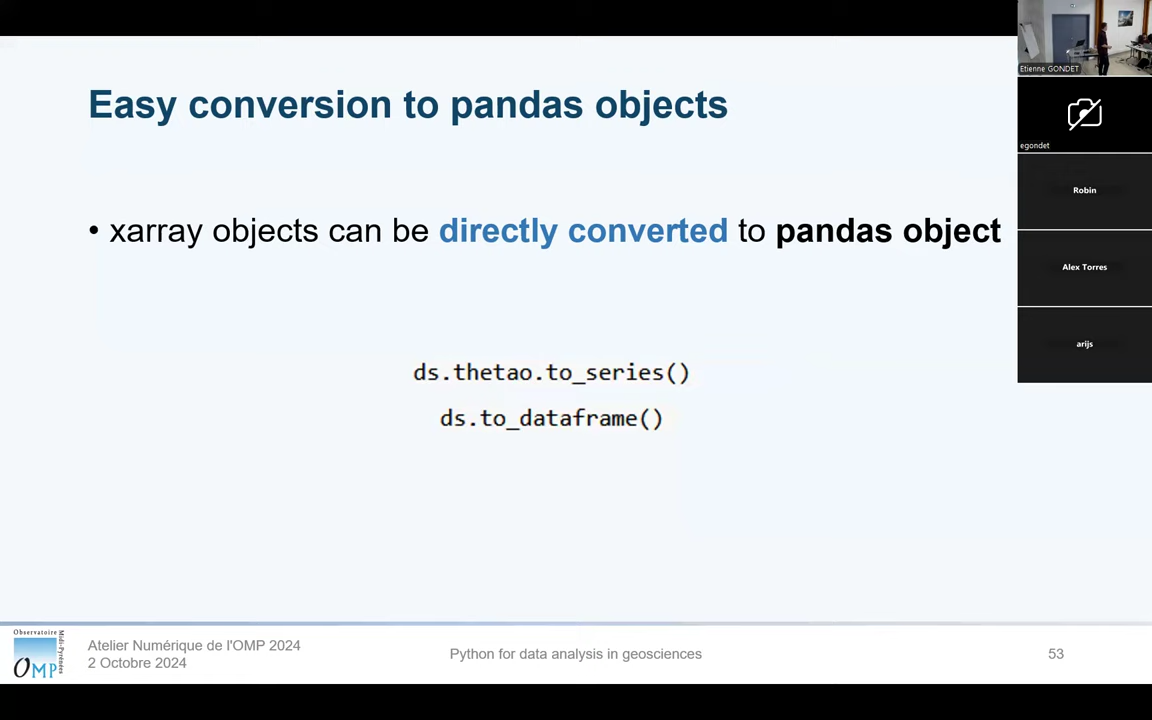 Easy conversion to pandas objects
• xarray objects can be directly converted to pandas object
ds.thetao.to_series()
ds.to_dataframe()
Observatoire
Midi-Pyrénées
OMP
Atelier Numérique de l'OMP 2024
2 Octobre 2024
Python for data analysis in geosciences
53
Etienne GONDET
egondet
Robin
Alex Torres
arijs